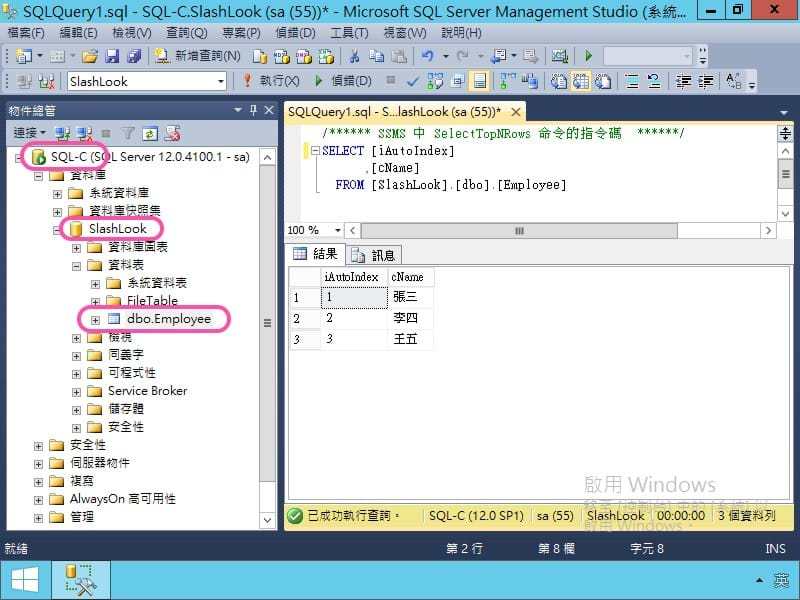 SQLQuery1.sql - SQL-C.SlashLook (sa (55))* - Microsoft SQL Server Management Studio (系統...
檔案(F) 編輯(E) 檢視(V) 查詢(Q) 專案(P) 偵錯(D) 工具(T) 視窗(W) 說明(H)
新增查詢(N)
SlashLook 執行(X) 偵錯(D)
物件總管
連接
SQL-C (SQL Server 12.0.4100.1 - sa)
資料庫
系統資料庫
資料庫快照集
SlashLook
資料庫圖表
資料表
系統資料表
FileTable
dbo.Employee
檢視
同義字
可程式性
Service Broker
儲存體
安全性
安全性
伺服器物件
複寫
AlwaysOn 高可用性
管理
SQLQuery1.sql - S...lashLook (sa (55))*
/****** SSMS 中 SelectTopNRows 命令的指令碼 ******/
SELECT [iAutoIndex]
,[cName]
FROM [SlashLook].[dbo].[Employee]
100 %
結果 訊息
iAutoIndex cName
1 1 張三
2 2 李四
3 3 王五
啟用 Windows
啟用 Windows。
已成功執行查詢。 SQL-C (12.0 SP1) sa (55) SlashLook 00:00:00 3 個資料列
就緒 第 2 行 第 8 欄 字元 8 INS
英